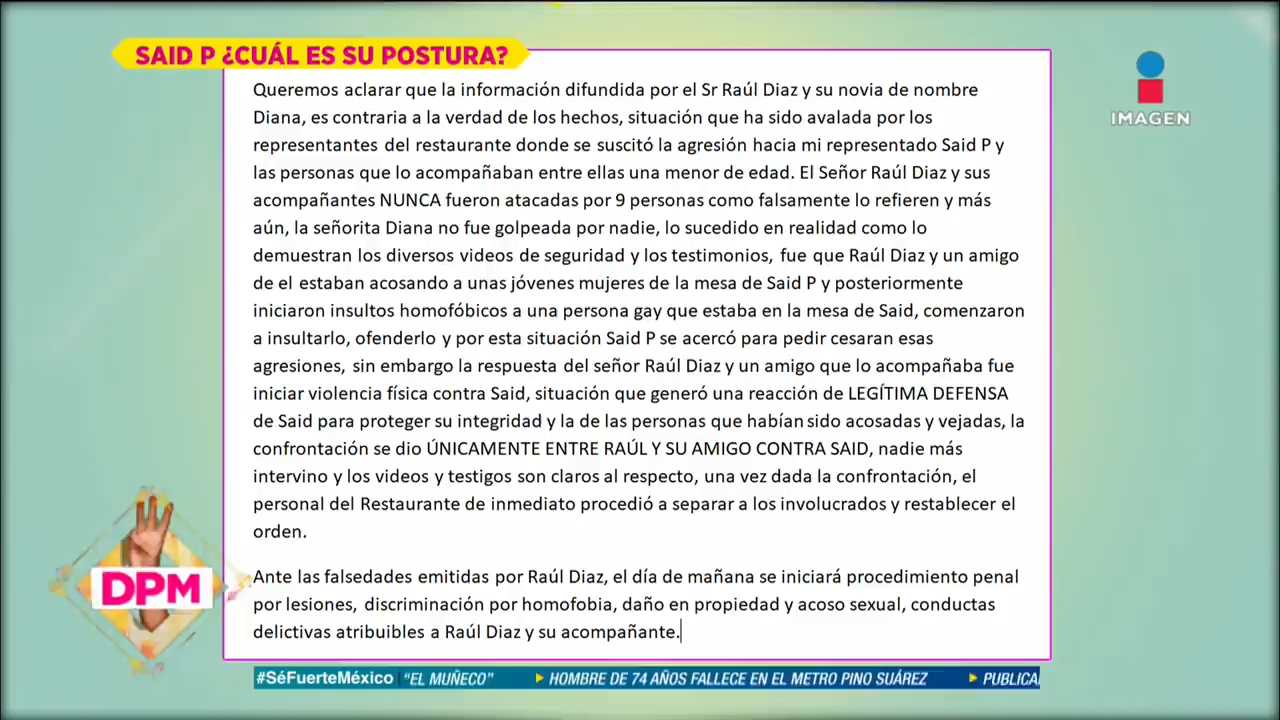 SAID P ¿CUÁL ES SU POSTURA?
IMAGEN
Queremos aclarar que la información difundida por el Sr Raúl Diaz y su novia de nombre
Diana, es contraria a la verdad de los hechos, situación que ha sido avalada por los
representantes del restaurante donde se suscitó la agresión hacia mi representado Said P y
las personas que lo acompañaban entre ellas una menor de edad. El Señor Raúl Diaz y sus
acompañantes NUNCA fueron atacadas por 9 personas como falsamente lo refieren y más
aún, la señorita Diana no fue golpeada por nadie, lo sucedido en realidad como lo
demuestran los diversos videos de seguridad y los testimonios, fue que Raúl Diaz y un amigo
de el estaban acosando a unas jóvenes mujeres de la mesa de Said P y posteriormente
iniciaron insultos homofóbicos a una persona gay que estaba en la mesa de Said, comenzaron
a insultarlo, ofenderlo y por esta situación Said P se acercó para pedir cesaran esas
agresiones, sin embargo la respuesta del señor Raúl Diaz y un amigo que lo acompañaba fue
iniciar violencia física contra Said, situación que generó una reacción de LEGÍTIMA DEFENSA
de Said para proteger su integridad y la de las personas que habían sido acosadas y vejadas, la
confrontación se dio ÚNICAMENTE ENTRE RAÚL Y SU AMIGO CONTRA SAID, nadie más
intervino y los videos y testigos son claros al respecto, una vez dada la confrontación, el
personal del Restaurante de inmediato procedió a separar a los involucrados y restablecer el
orden.
Ante las falsedades emitidas por Raúl Diaz, el día de mañana se iniciará procedimiento penal
por lesiones, discriminación por homofobia, daño en propiedad y acoso sexual, conductas
delictivas atribuibles a Raúl Diaz y su acompañante.
DPM
#SéFuerteMéxico "EL MUÑECO" HOMBRE DE 74 AÑOS FALLECE EN EL METRO PINO SUÁREZ PUBLICA